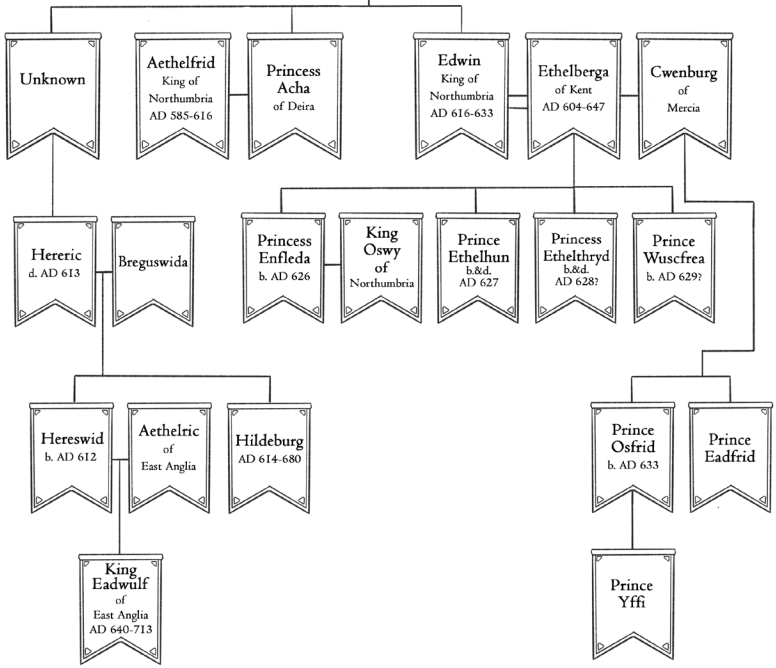 Unknown
Aethelfrid
King of
Northumbria
AD 585-616
Princess
Acha
of Deira
Edwin
King of
Northumbria
AD 616-633
Ethelberga
of Kent
AD 604-647
Cwenburg
of
Mercia
Hereric
d. AD 613
Breguswida
Princess
Enfleda
b. AD 626
King
Oswy
of
Northumbria
Prince
Ethelhun
b.&d.
AD 627
Princess
Ethelthryd
b.&d.
AD 628?
Prince
Wuscfrea
b. AD 629?
Hereswid
b. AD 612
Aethelric
of
East Anglia
Hildeburg
AD 614-680
Prince
Osfrid
b. AD 633
Prince
Eadfrid
King
Eadwulf
of
East Anglia
AD 640-713
Prince
Yffi